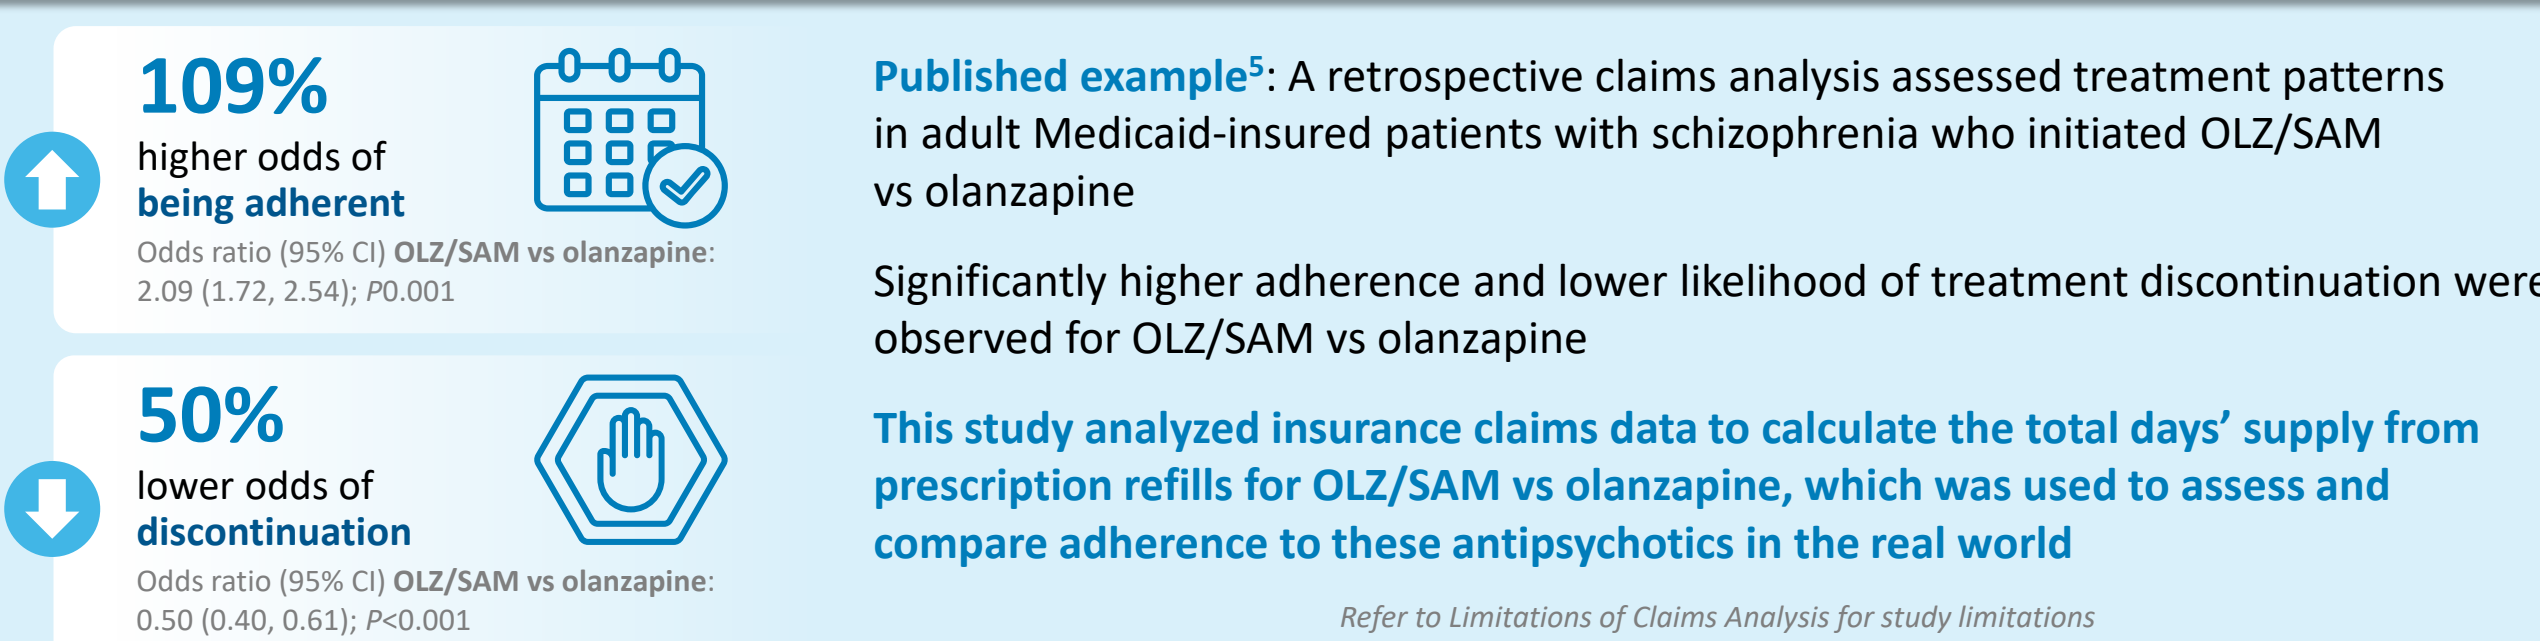 109%
higher odds of
being adherent
Odds ratio (95% CI) OLZ/SAM vs olanzapine:
2.09 (1.72, 2.54); P0.001
50%
lower odds of
discontinuation
Odds ratio (95% CI) OLZ/SAM vs olanzapine:
0.50 (0.40, 0.61); P<0.001
Published example5: A retrospective claims analysis assessed treatment patterns
in adult Medicaid-insured patients with schizophrenia who initiated OLZ/SAM
vs olanzapine
Significantly higher adherence and lower likelihood of treatment discontinuation were
observed for OLZ/SAM vs olanzapine
This study analyzed insurance claims data to calculate the total days’ supply from
prescription refills for OLZ/SAM vs olanzapine, which was used to assess and
compare adherence to these antipsychotics in the real world
Refer to Limitations of Claims Analysis for study limitations